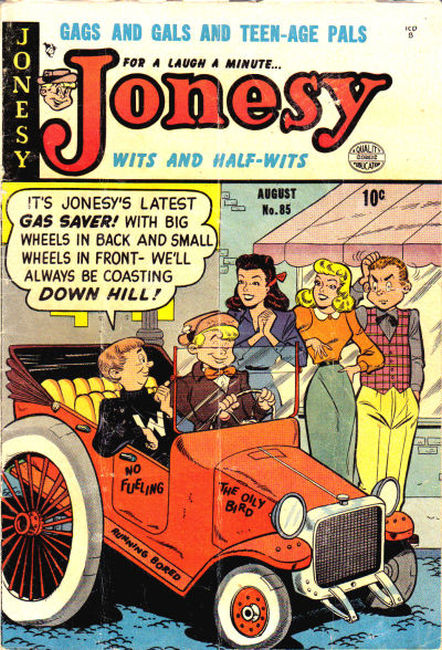 GAGS AND GALS AND TEEN-AGE PALS
JONESY
FOR A LAUGH A MINUTE...
Jonesy
WITS AND HALF-WITS
QUALITY
COMICS
PUBLICATION
AUGUST
No. 85
10¢
IT'S JONESY'S LATEST
GAS SAVER! WITH BIG
WHEELS IN BACK AND SMALL
WHEELS IN FRONT- WE'LL
ALWAYS BE COASTING
DOWN HILL!
W
NO
FUELING
THE OILY
BIRD
RUNNING BORED